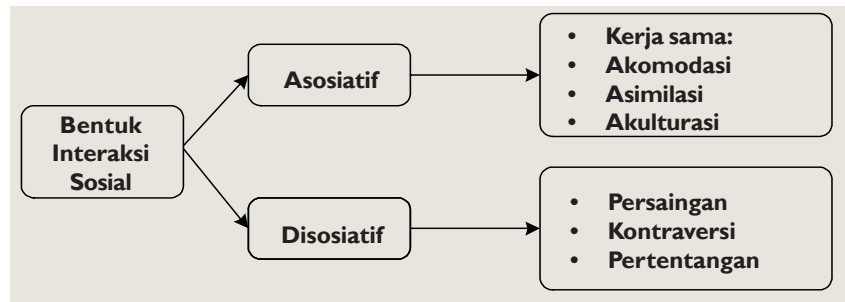 Bentuk
Interaksi
Sosial
Asosiatif
• Kerja sama:
• Akomodasi
• Asimilasi
• Akulturasi
Disosiatif
• Persaingan
• Kontraversi
• Pertentangan